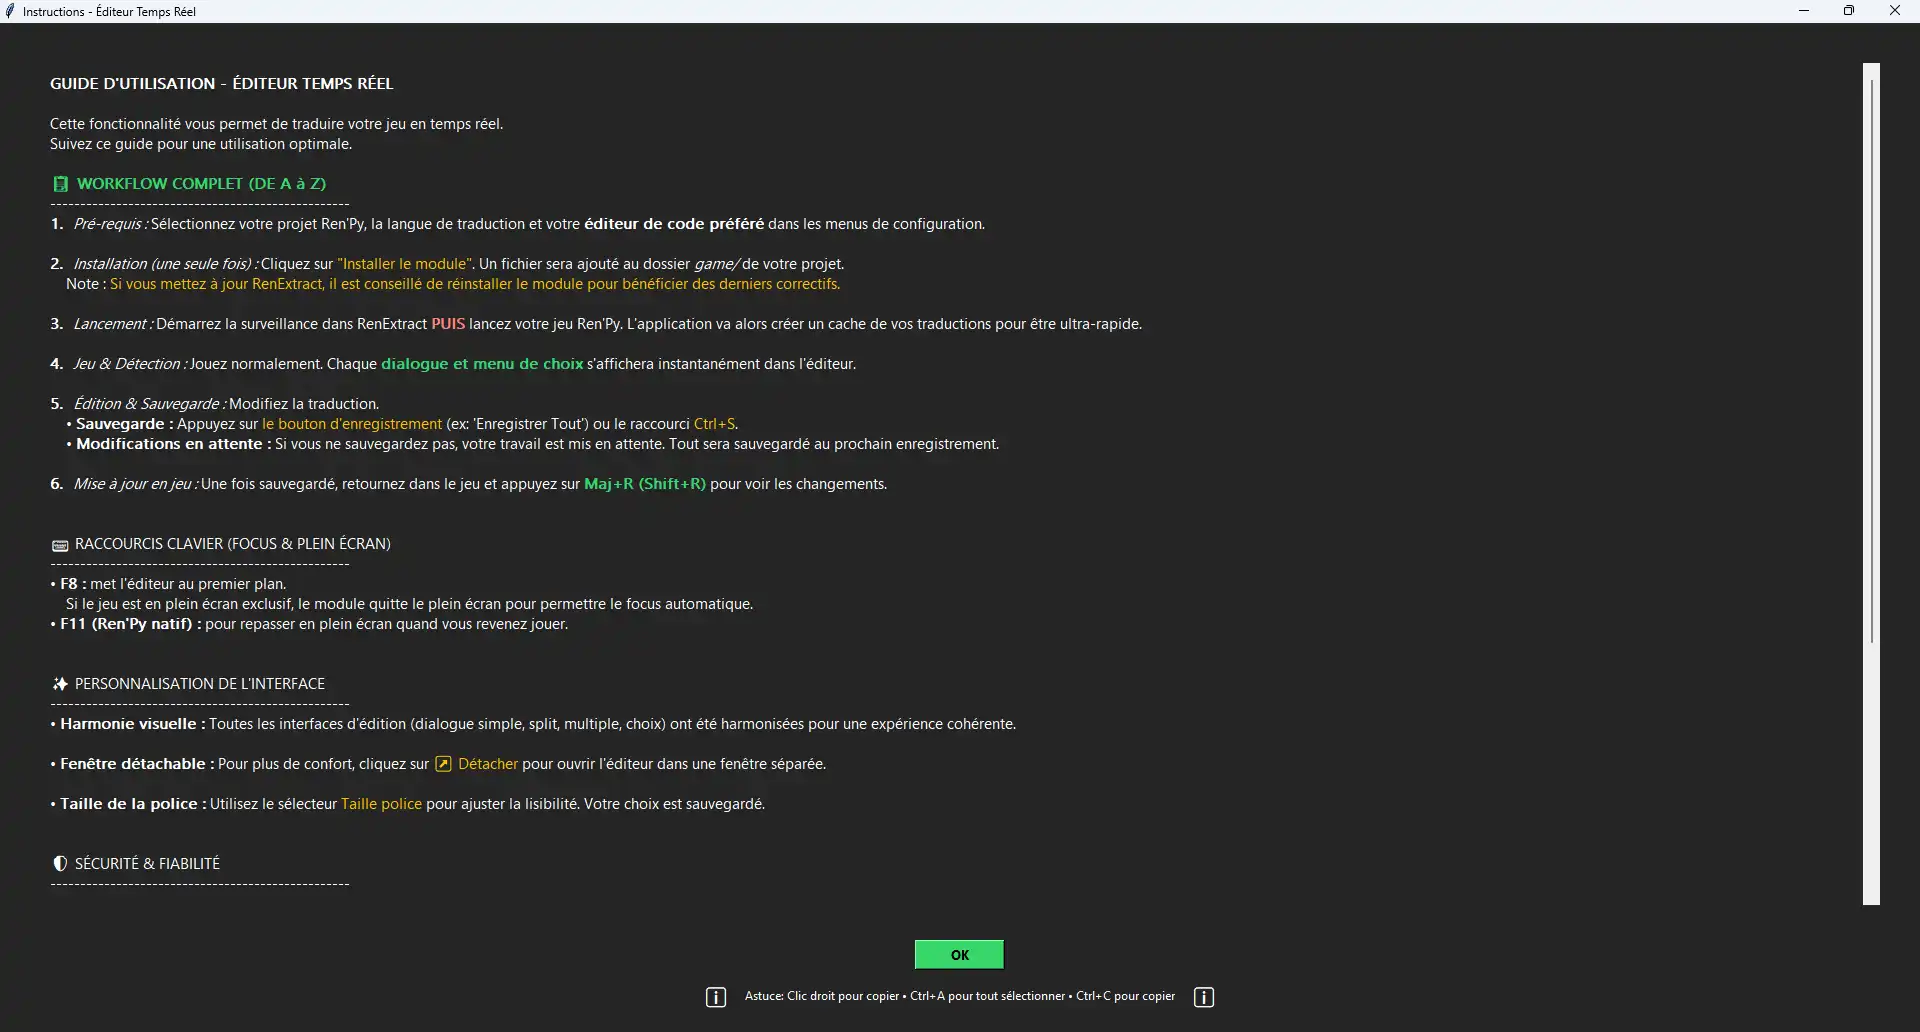 Instructions - Éditeur Temps Réel
GUIDE D'UTILISATION - ÉDITEUR TEMPS RÉEL
Cette fonctionnalité vous permet de traduire votre jeu en temps réel.
Suivez ce guide pour une utilisation optimale.
WORKFLOW COMPLET (DE A à Z)
--------------------------------------------------
1. Pré-requis : Sélectionnez votre projet Ren'Py, la langue de traduction et votre éditeur de code préféré dans les menus de configuration.
2. Installation (une seule fois) : Cliquez sur "Installer le module". Un fichier sera ajouté au dossier game/ de votre projet.
Note : Si vous mettez à jour RenExtract, il est conseillé de réinstaller le module pour bénéficier des derniers correctifs.
3. Lancement : Démarrez la surveillance dans RenExtract PUIS lancez votre jeu Ren'Py. L'application va alors créer un cache de vos traductions pour être ultra-rapide.
4. Jeu & Détection : Jouez normalement. Chaque dialogue et menu de choix s'affichera instantanément dans l'éditeur.
5. Édition & Sauvegarde : Modifiez la traduction.
• Sauvegarde : Appuyez sur le bouton d'enregistrement (ex: 'Enregistrer Tout') ou le raccourci Ctrl+S.
• Modifications en attente : Si vous ne sauvegardez pas, votre travail est mis en attente. Tout sera sauvegardé au prochain enregistrement.
6. Mise à jour en jeu : Une fois sauvegardé, retournez dans le jeu et appuyez sur Maj+R (Shift+R) pour voir les changements.
RACCOURCIS CLAVIER (FOCUS & PLEIN ÉCRAN)
--------------------------------------------------
• F8 : met l'éditeur au premier plan.
Si le jeu est en plein écran exclusif, le module quitte le plein écran pour permettre le focus automatique.
• F11 (Ren'Py natif) : pour repasser en plein écran quand vous revenez jouer.
PERSONNALISATION DE L'INTERFACE
--------------------------------------------------
• Harmonie visuelle : Toutes les interfaces d'édition (dialogue simple, split, multiple, choix) ont été harmonisées pour une expérience cohérente.
• Fenêtre détachable : Pour plus de confort, cliquez sur Détacher pour ouvrir l'éditeur dans une fenêtre séparée.
• Taille de la police : Utilisez le sélecteur Taille police pour ajuster la lisibilité. Votre choix est sauvegardé.
SÉCURITÉ & FIABILITÉ
--------------------------------------------------
OK
Astuce: Clic droit pour copier • Ctrl+A pour tout sélectionner • Ctrl+C pour copier